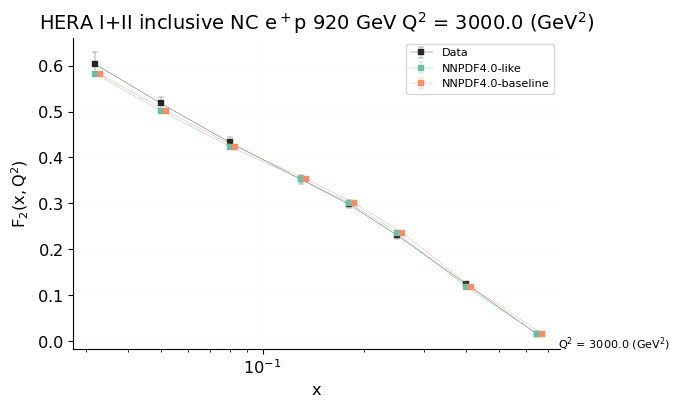 HERA I+II inclusive NC e⁺p 920 GeV Q² = 3000.0 (GeV²)
Data
NNPDF4.0-like
NNPDF4.0-baseline
F₂(x, Q²)
0.6
0.5
0.4
0.3
0.2
0.1
0.0
Q² = 3000.0 (GeV²)
10⁻¹
x